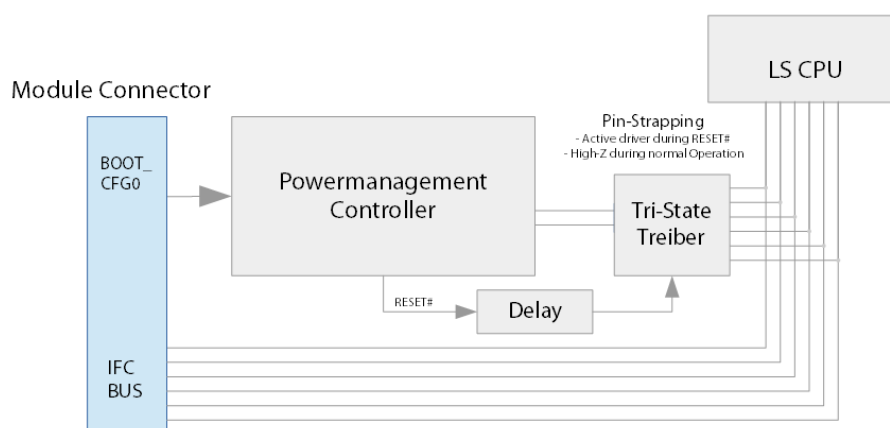 LS CPU
Module Connector
Pin-Strapping
- Active driver during RESET#
- High-Z during normal Operation
BOOT_
CFG0
Powermanagement
Controller
Tri-State
Treiber
RESET#
Delay
IFC
BUS